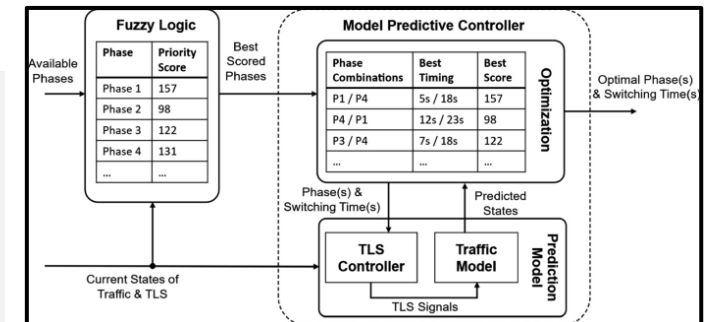 Fuzzy Logic
Model Predictive Controller
Available
Phases
Phase Priority
Score
Phase 1 157
Phase 2 98
Phase 3 122
Phase 4 131
... ...
Best
Scored
Phases
Phase
Combinations
Best
Timing
Best
Score
P1 / P4 5s / 18s 157
P4 / P1 12s / 23s 98
P3 / P4 7s / 18s 122
... ... ...
Optimization
Optimal Phase(s)
& Switching Time(s)
Phase(s) &
Switching Time(s)
Predicted
States
TLS
Controller
Traffic
Model
Prediction
Model
TLS Signals
Current States of
Traffic & TLS